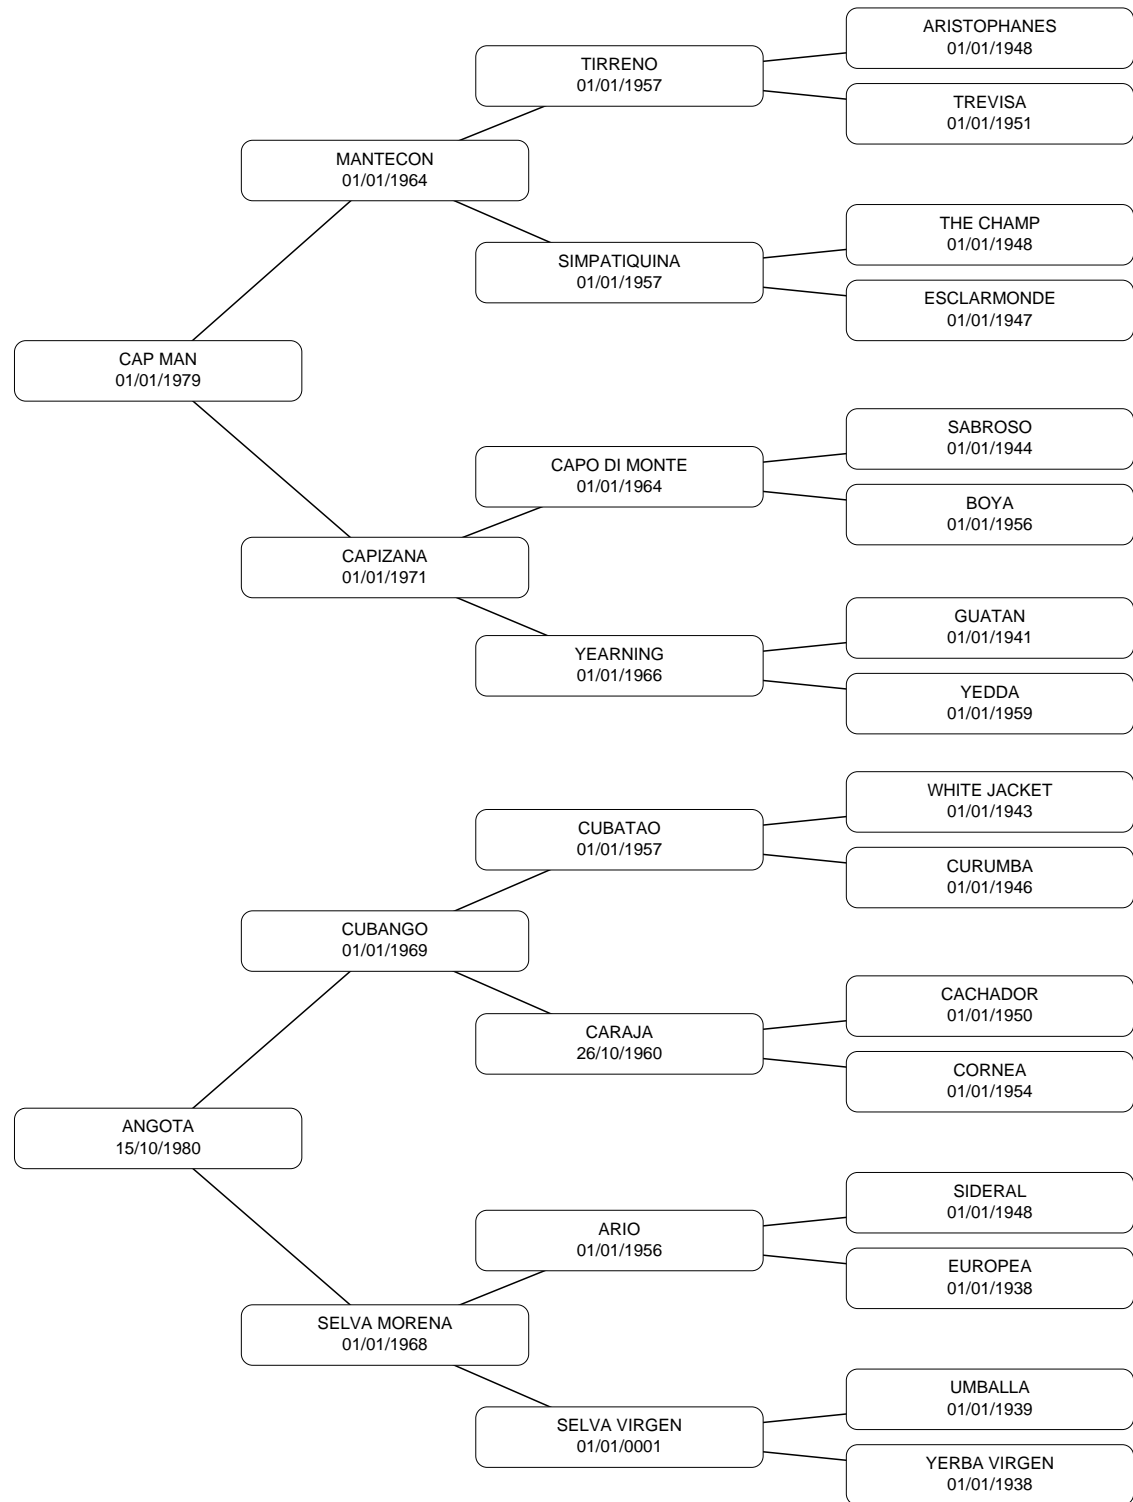 ARISTOPHANES
01/01/1948
TIRRENO
01/01/1957
TREVISA
01/01/1951
MANTECON
01/01/1964
THE CHAMP
01/01/1948
SIMPATIQUINA
01/01/1957
ESCLARMONDE
01/01/1947
CAP MAN
01/01/1979
SABROSO
01/01/1944
CAPO DI MONTE
01/01/1964
BOYA
01/01/1956
CAPIZANA
01/01/1971
GUATAN
01/01/1941
YEARNING
01/01/1966
YEDDA
01/01/1959
WHITE JACKET
01/01/1943
CUBATAO
01/01/1957
CURUMBA
01/01/1946
CUBANGO
01/01/1969
CACHADOR
01/01/1950
CARAJA
26/10/1960
CORNEA
01/01/1954
ANGOTA
15/10/1980
SIDERAL
01/01/1948
ARIO
01/01/1956
EUROPEA
01/01/1938
SELVA MORENA
01/01/1968
UMBALLA
01/01/1939
SELVA VIRGEN
01/01/0001
YERBA VIRGEN
01/01/1938